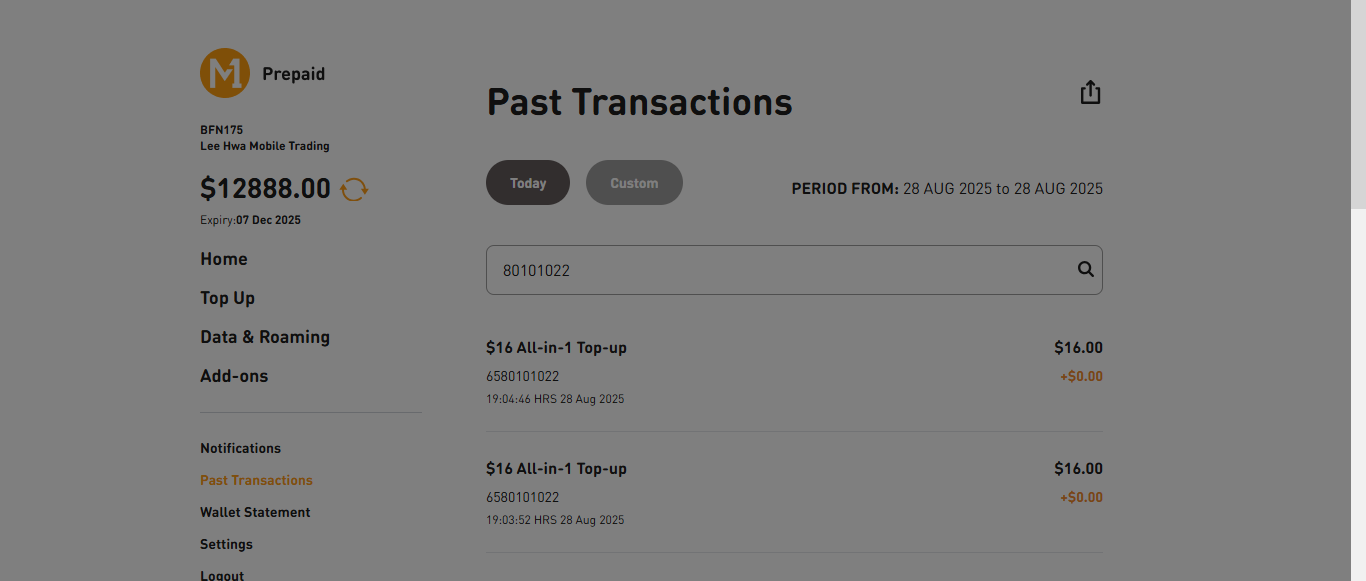 M1 Prepaid
BFN175
Lee Hwa Mobile Trading
$12888.00
Expiry:07 Dec 2025
Home
Top Up
Data & Roaming
Add-ons
Notifications
Past Transactions
Wallet Statement
Settings
Logout
Past Transactions
Today
Custom
PERIOD FROM: 28 AUG 2025 to 28 AUG 2025
80101022
$16 All-in-1 Top-up $16.00
6580101022 +$0.00
19:04:46 HRS 28 Aug 2025
$16 All-in-1 Top-up $16.00
6580101022 +$0.00
19:03:52 HRS 28 Aug 2025